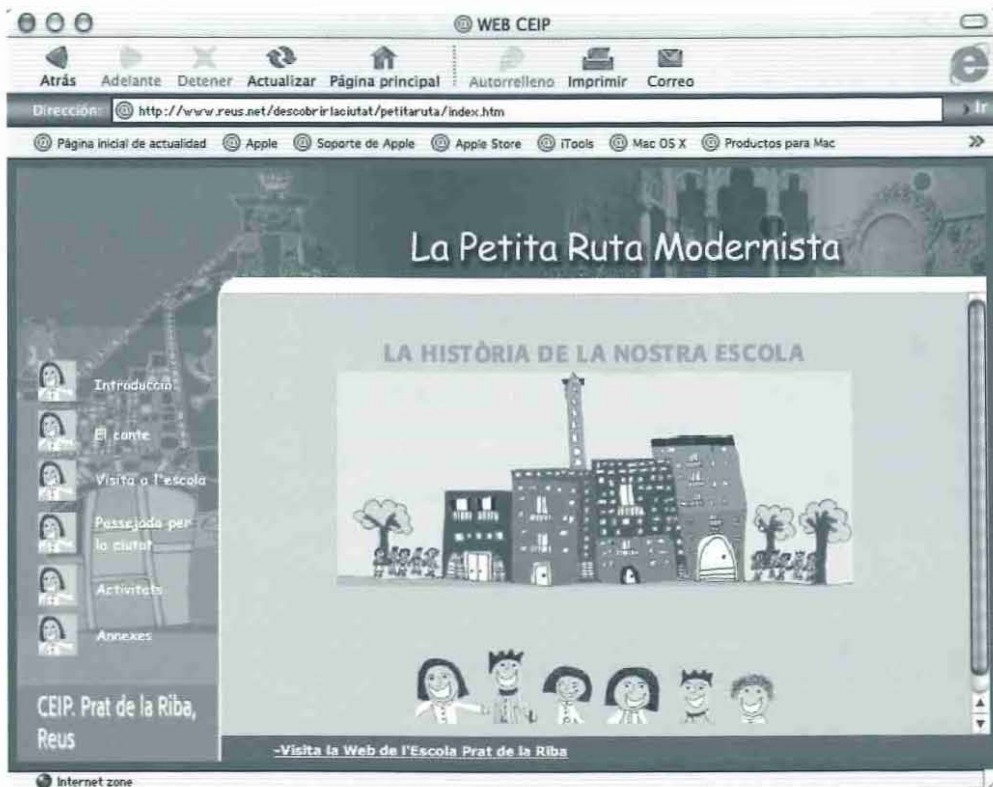 WEB CEIP
Atrás Adelante Detener Actualizar Página principal Autorrelleno Imprimir Correo
Dirección: http://www.reus.net/descobrirlaciutat/petitaruta/index.htm Ir
Página inicial de actualidad Apple Soporte de Apple Apple Store iTools Mac OS X Productos para Mac
La Petita Ruta Modernista
LA HISTÒRIA DE LA NOSTRA ESCOLA
Introducció
El conte
Visita a l'escola
Passejada per
la ciutat
Activitats
Annexes
CEIP. Prat de la Riba,
Reus
-Visita la Web de l'Escola Prat de la Riba
Internet zone